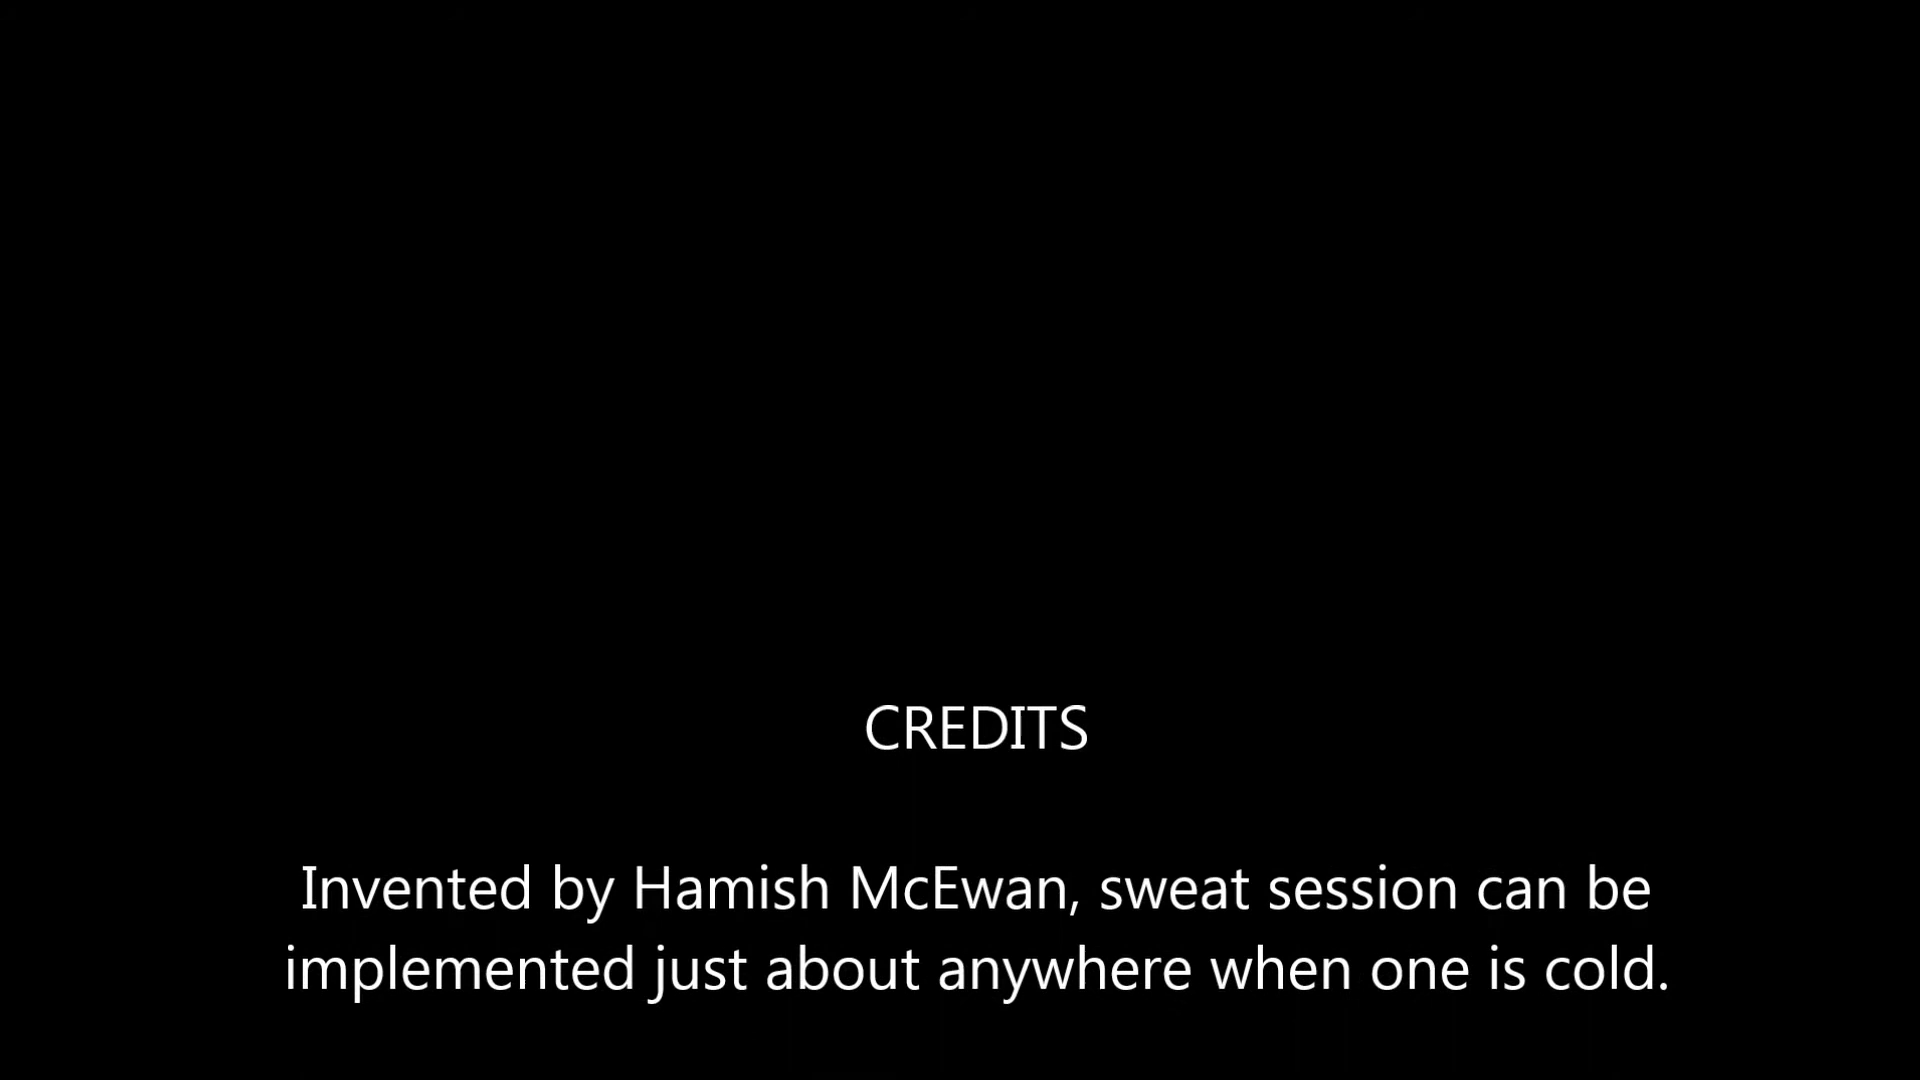 CREDITS
Invented by Hamish McEwan, sweat session can be
implemented just about anywhere when one is cold.